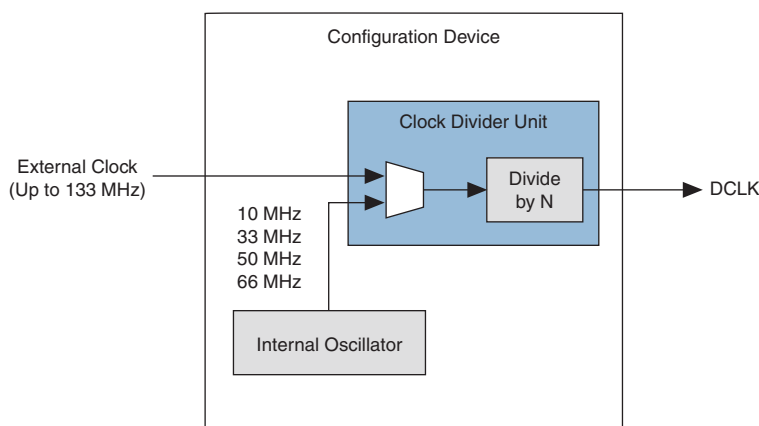 Configuration Device
Clock Divider Unit
External Clock
(Up to 133 MHz)
Divide
by N
DCLK
10 MHz
33 MHz
50 MHz
66 MHz
Internal Oscillator